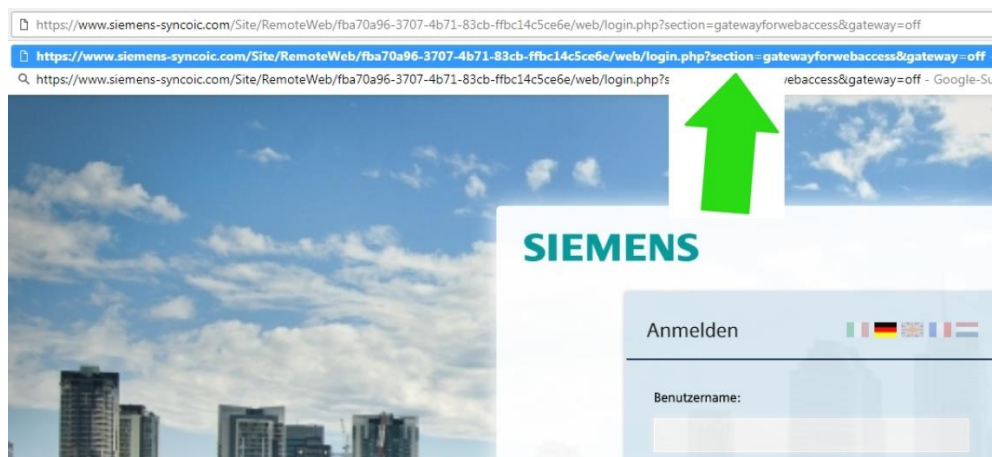 https://www.siemens-syncoic.com/Site/RemoteWeb/fba70a96-3707-4b71-83cb-ffbc14c5ce6e/web/login.php?section=gatewayforwebaccess&gateway=off
https://www.siemens-syncoic.com/Site/RemoteWeb/fba70a96-3707-4b71-83cb-ffbc14c5ce6e/web/login.php?section=gatewayforwebaccess&gateway=off -
https://www.siemens-syncoic.com/Site/RemoteWeb/fba70a96-3707-4b71-83cb-ffbc14c5ce6e/web/login.php?s vebaccess&gateway=off - Google-Su
SIEMENS
Anmelden
Benutzername: